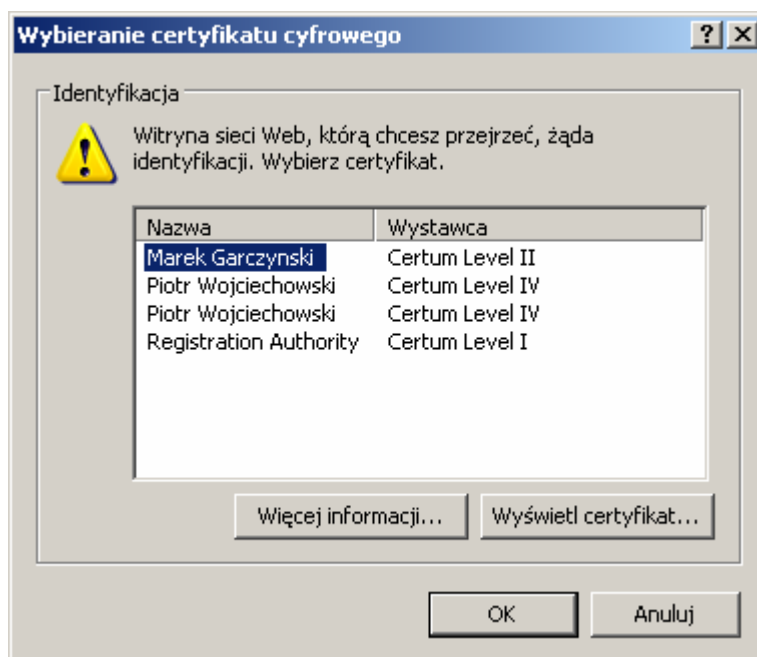 Wybieranie certyfikatu cyfrowego
Identyfikacja
Witryna sieci Web, którą chcesz przejrzeć, żąda
identyfikacji. Wybierz certyfikat.
Nazwa Wystawca
Marek Garczynski Certum Level II
Piotr Wojciechowski Certum Level IV
Piotr Wojciechowski Certum Level IV
Registration Authority Certum Level I
Więcej informacji... Wyświetl certyfikat...
OK Anuluj